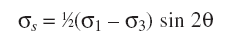 σₛ = ½(σ₁ – σ₃) sin 2θ